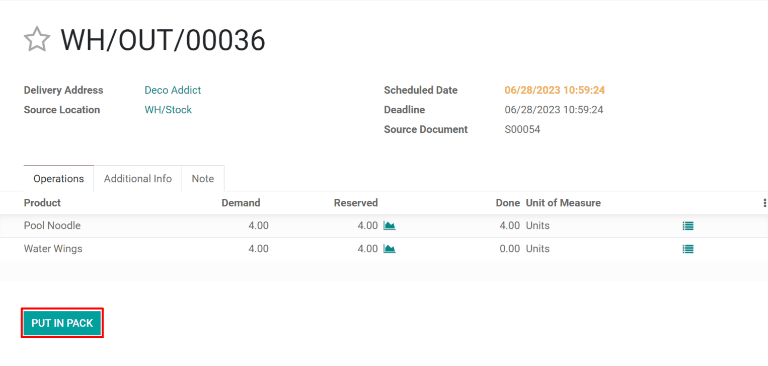 WH/OUT/00036
Delivery Address Deco Addict Scheduled Date 06/28/2023 10:59:24
Source Location WH/Stock Deadline 06/28/2023 10:59:24
Source Document S00054
Operations Additional Info Note
Product Demand Reserved Done Unit of Measure
Pool Noodle 4.00 4.00 4.00 Units
Water Wings 4.00 4.00 0.00 Units
PUT IN PACK